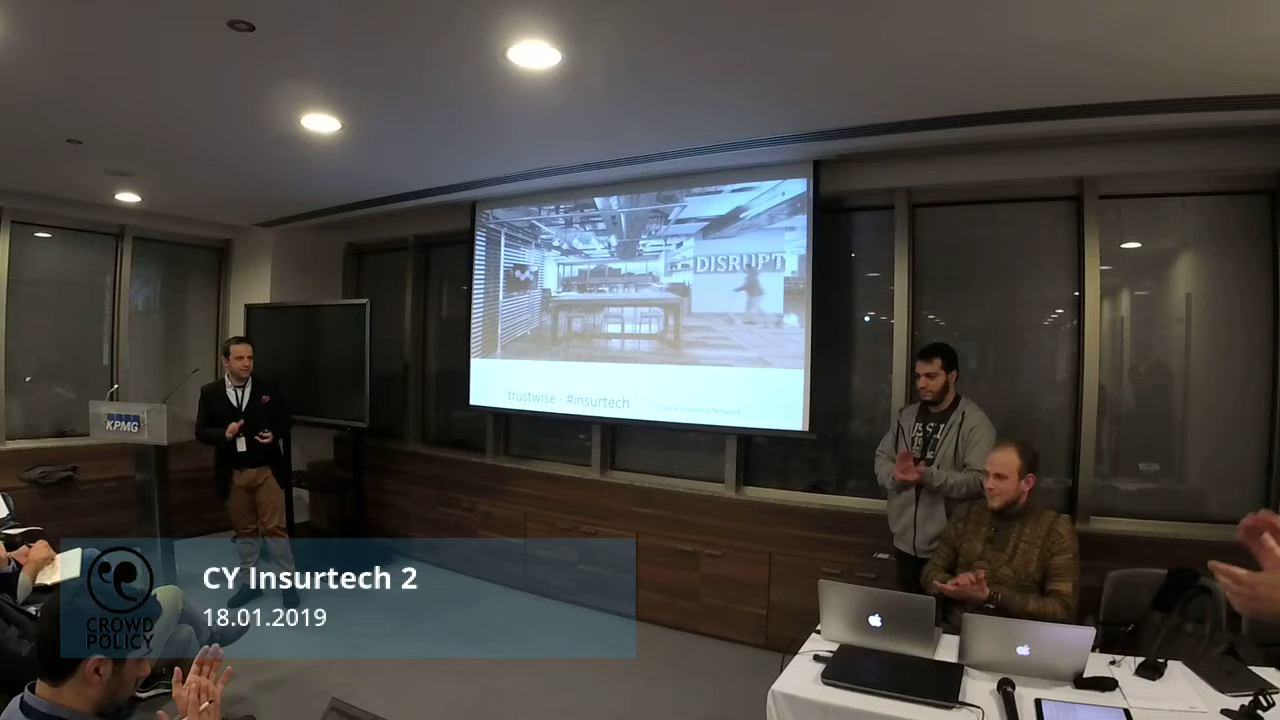 DISRUPT
trustwise - #insurtech
KPMG
CY Insurtech 2
18.01.2019
CROWD
POLICY